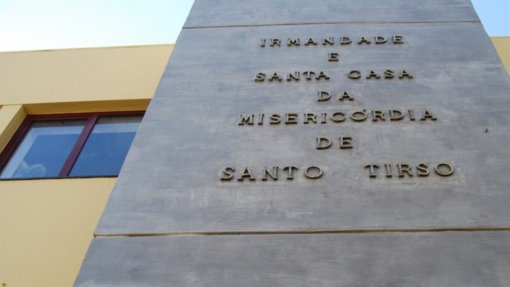 IRMANDADE
E
SANTA CASA
DA
MISERICÓRDIA
DE
SANTO TIRSO